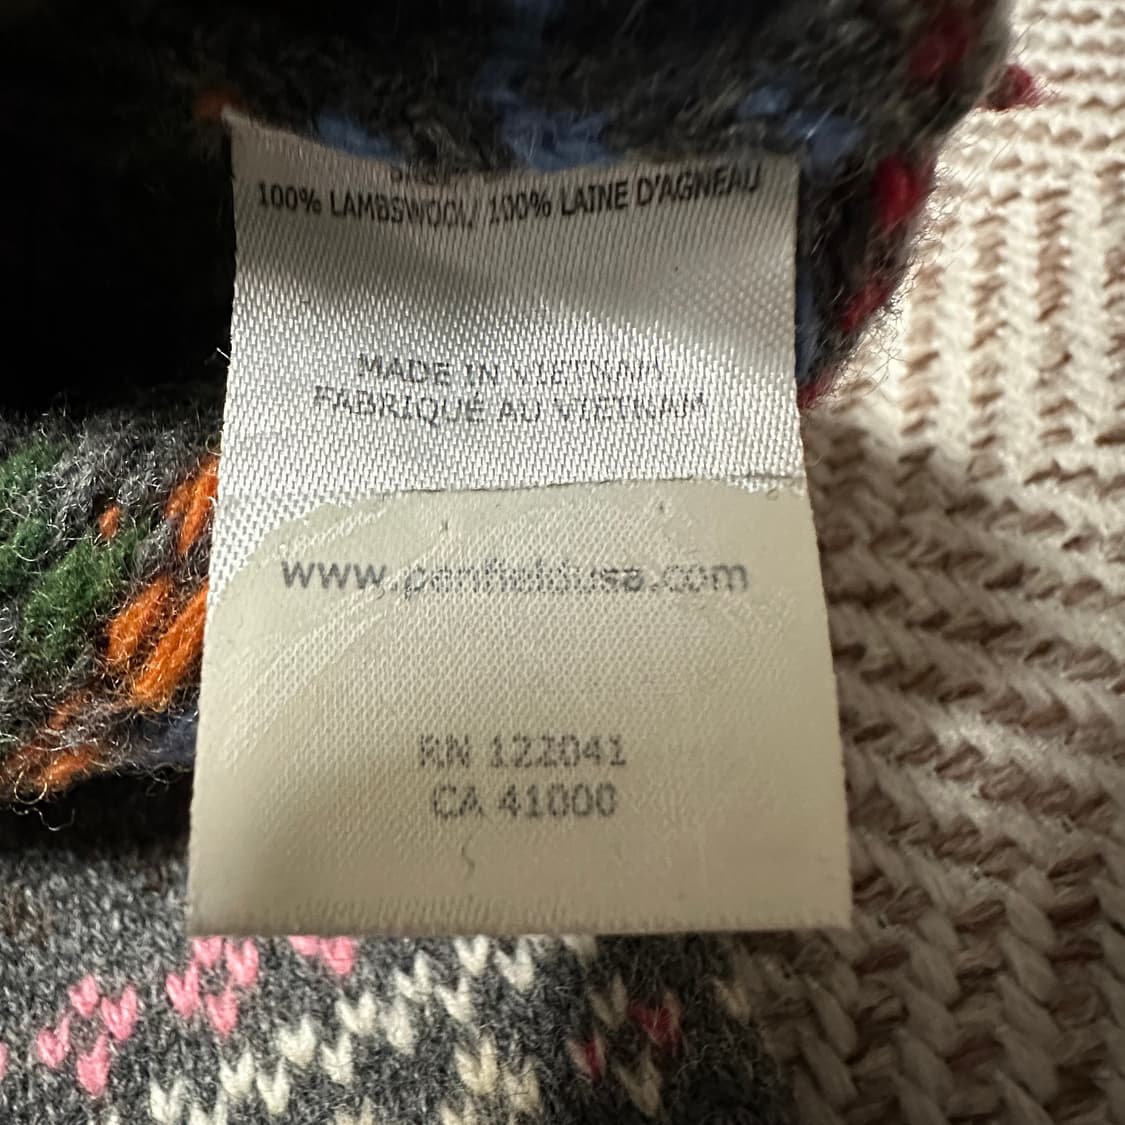 100% LAMBSWOOL/ 100% LAINE D'AGNEAU
MADE IN VIETNAM
FABRIQUÉ AU VIETNAM
www.penfieldusa.com
RN 122041
CA 41000